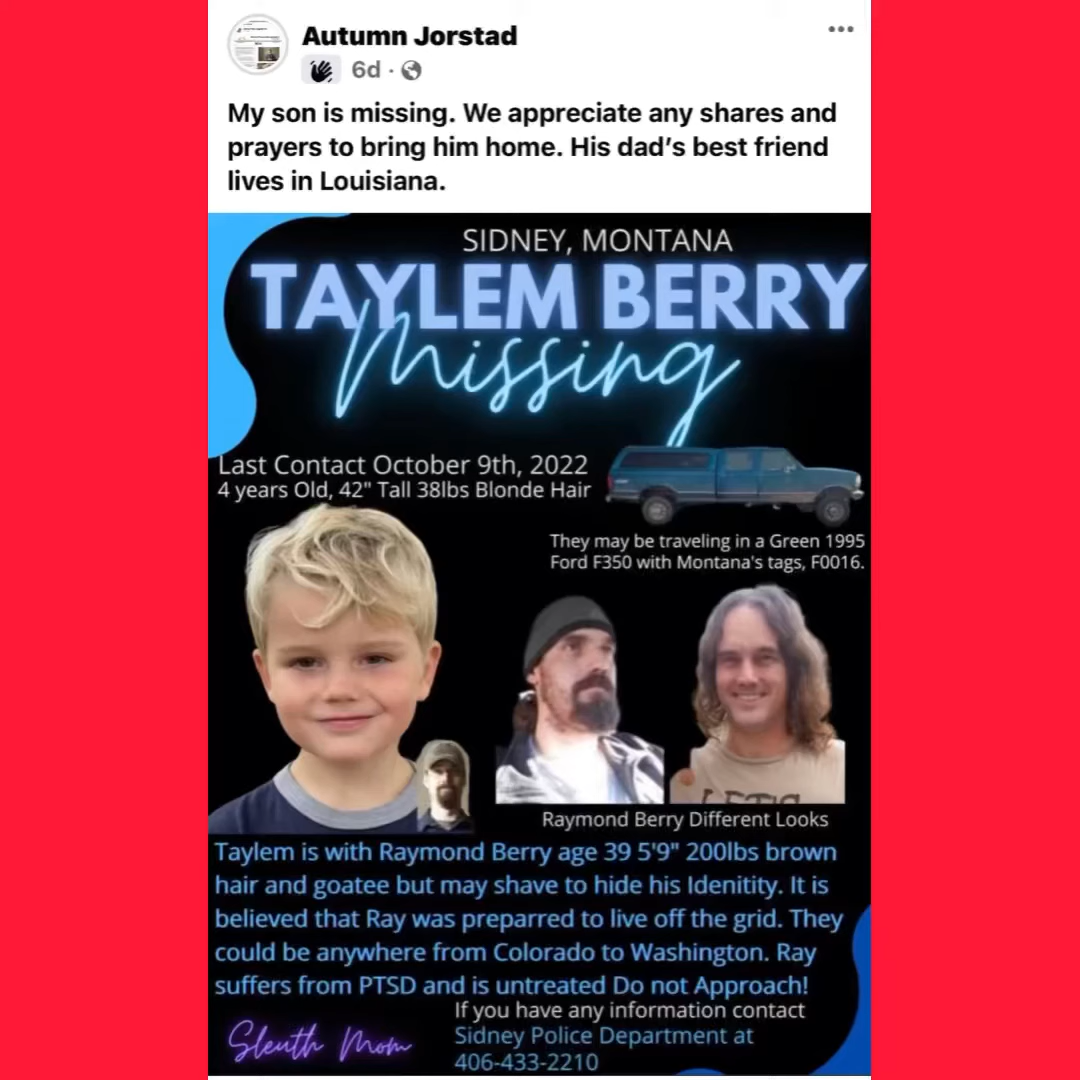 Autumn Jorstad
6d ·
My son is missing. We appreciate any shares and
prayers to bring him home. His dad’s best friend
lives in Louisiana.
SIDNEY, MONTANA
TAYLEM BERRY
Missing
Last Contact October 9th, 2022
4 years Old, 42" Tall 38lbs Blonde Hair
They may be traveling in a Green 1995
Ford F350 with Montana's tags, F0016.
Raymond Berry Different Looks
Taylem is with Raymond Berry age 39 5'9" 200lbs brown
hair and goatee but may shave to hide his Idenitity. It is
believed that Ray was preparred to live off the grid. They
could be anywhere from Colorado to Washington. Ray
suffers from PTSD and is untreated Do not Approach!
If you have any information contact
Sidney Police Department at
406-433-2210
Sleuth Mom